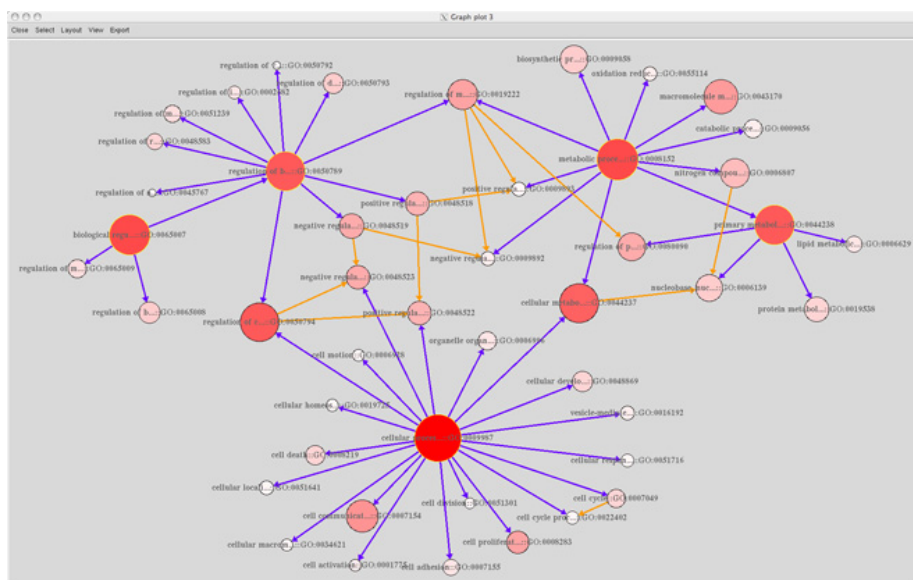 Graph plot 3
Close Select Layout View Export
biosynthetic pr...::GO:0009058
oxidation reduc...::GO:0055114
GO:0050792
regulation of d...::GO:0050793
regulation of m...::GO:0019222
macromolecule m...::GO:0043170
regulation of m...::GO:0051239
catabolic proce...::GO:0009056
regulation of r...::GO:0048583
metabolic proce...::GO:0008152
regulation of b...::GO:0050789
nitrogen compou...::GO:0006807
positive regula...::GO:0009893
regulation of a...::GO:0045767
positive regula...::GO:0048518
negative regula...::GO:0048519
primary metabol...::GO:0044238
biological regu...::GO:0065007
regulation of p...::GO:0080090
lipid metabolic...::GO:0006629
negative regula...::GO:0009892
regulation of m...::GO:0065009
negative regula...::GO:0048523
nucleobase, nuc...::GO:0006139
cellular metabo...::GO:0044237
regulation of b...::GO:0065008
positive regula...::GO:0048522
protein metabol...::GO:0019538
regulation of c...::GO:0050794
organelle organ...::GO:0006996
cell motion::GO:0006928
cellular develo...::GO:0048869
cellular homeos...::GO:0019725
vesicle-mediate...::GO:0016192
cellular proces...::GO:0009987
cell death::GO:0008219
cellular respon...::GO:0051716
cellular locali...::GO:0051641
cell cycle::GO:0007049
cell division::GO:0051301
cell communicat...::GO:0007154
cell cycle proc...::GO:0022402
cell proliferat...::GO:0008283
cellular macrom...::GO:0034621
cell activation::GO:0001775
cell adhesion::GO:0007155